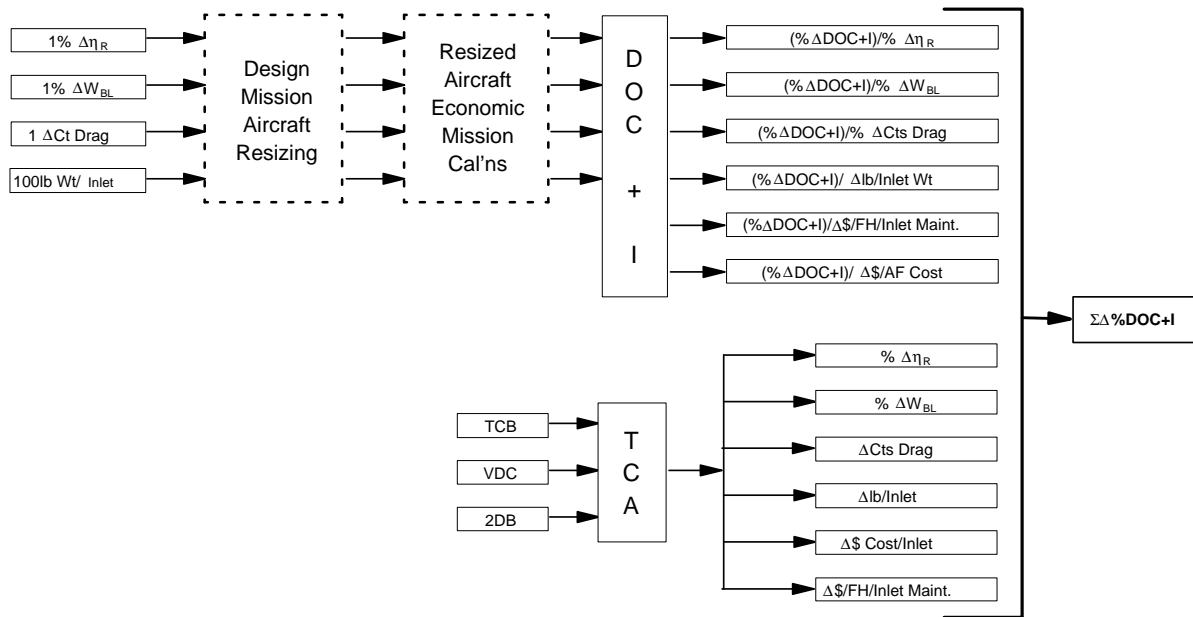 1% Δη_R
1% ΔW_BL
1 ΔCt Drag
100lb Wt/ Inlet
Design
Mission
Aircraft
Resizing
Resized
Aircraft
Economic
Mission
Cal'ns
D
O
C
+
I
(%ΔDOC+I)/% Δη_R
(%ΔDOC+I)/% ΔW_BL
(%ΔDOC+I)/% ΔCts Drag
(%ΔDOC+I)/ Δlb/Inlet Wt
(%ΔDOC+I)/Δ$/FH/Inlet Maint.
(%ΔDOC+I)/ Δ$/AF Cost
ΣΔ%DOC+I
TCB
VDC
2DB
T
C
A
% Δη_R
% ΔW_BL
ΔCts Drag
Δlb/Inlet
Δ$ Cost/Inlet
Δ$/FH/Inlet Maint.